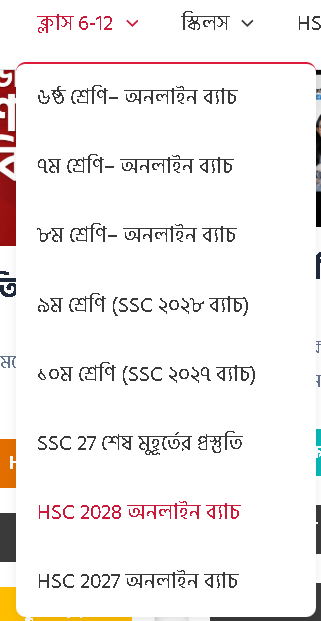 ক্লাস 6-12
স্কিলস
HS
৬ষ্ঠ শ্রেণি– অনলাইন ব্যাচ
৭ম শ্রেণি– অনলাইন ব্যাচ
৮ম শ্রেণি– অনলাইন ব্যাচ
৯ম শ্রেণি (SSC ২০২৮ ব্যাচ)
১০ম শ্রেণি (SSC ২০২৭ ব্যাচ)
SSC 27 শেষ মুহূর্তের প্রস্তুতি
HSC 2028 অনলাইন ব্যাচ
HSC 2027 অনলাইন ব্যাচ